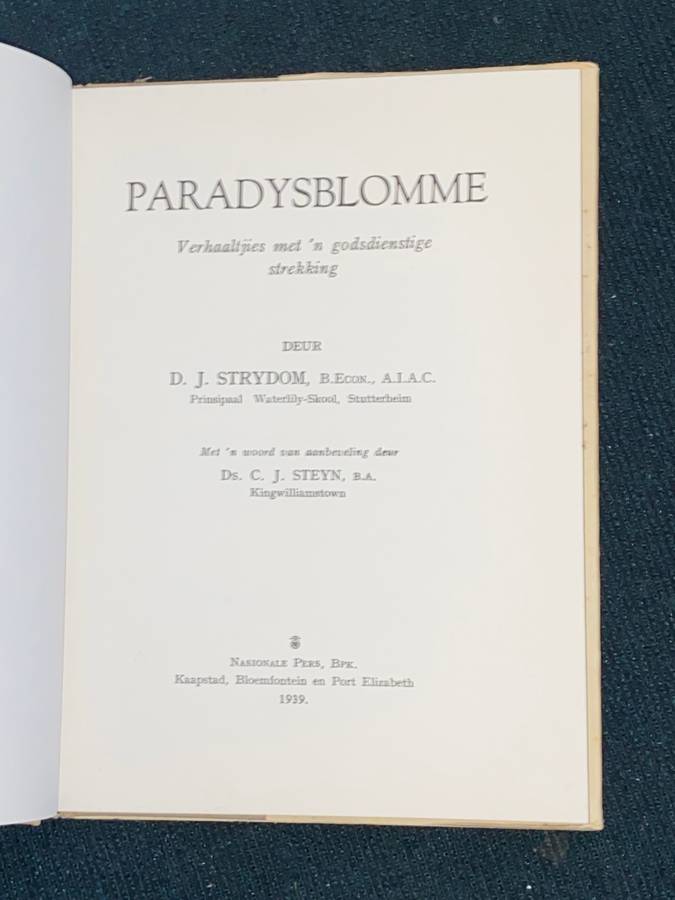 PARADYSBLOMME
Verhaaltjies met 'n godsdienstige
strekking
DEUR
D. J. STRYDOM, B.ECON., A.I.A.C.
Prinsipaal Waterlily-Skool, Stutterheim
Met 'n woord van aanbeveling deur
DS. C. J. STEYN, B.A.
Kingwilliamstown
NASIONALE PERS, BPK.
Kaapstad, Bloemfontein en Port Elizabeth
1939.